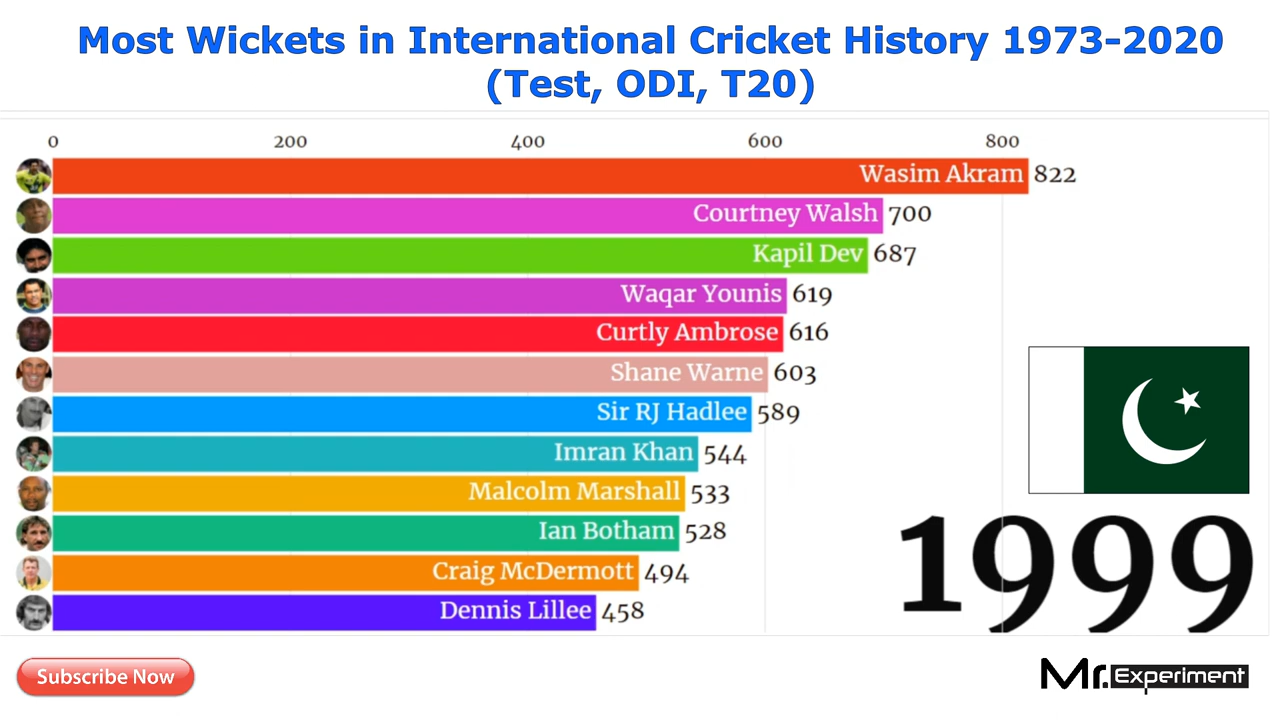 Most Wickets in International Cricket History 1973-2020
(Test, ODI, T20)
0 200 400 600 800
Wasim Akram 822
Courtney Walsh 700
Kapil Dev 687
Waqar Younis 619
Curtly Ambrose 616
Shane Warne 603
Sir RJ Hadlee 589
Imran Khan 544
Malcolm Marshall 533
Ian Botham 528
Craig McDermott 494
Dennis Lillee 458
1999
Subscribe Now
Mr. Experiment